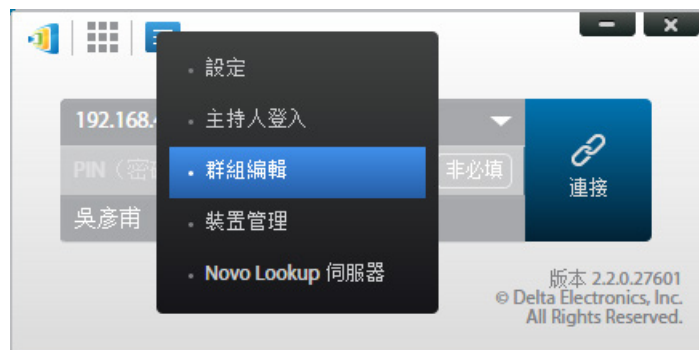 設定
192.168.
主持人登入
PIN（密
群組編輯
非必填
連接
吳彥甫
裝置管理
Novo Lookup 伺服器
版本 2.2.0.27601
© Delta Electronics, Inc.
All Rights Reserved.